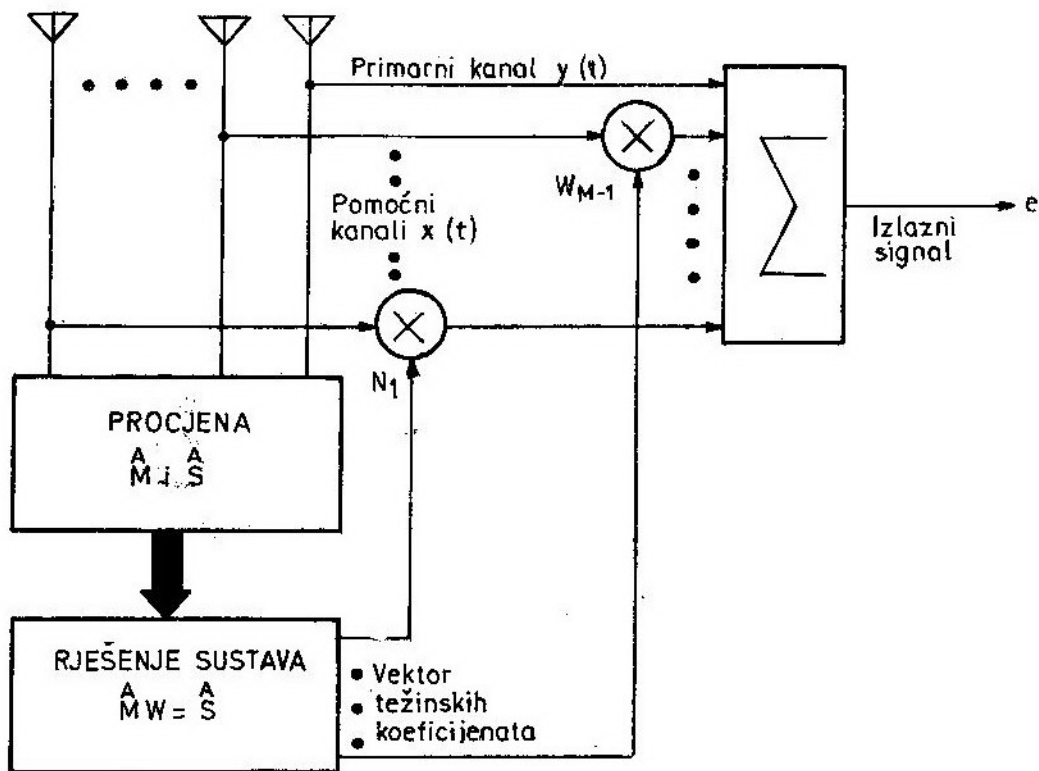 Primarni kanal y (t)
W_M-1
Pomoćni
kanali x (t)
Σ
e
Izlazni
signal
N_1
PROCJENA
M̂ i Ŝ
RJEŠENJE SUSTAVA
M̂ W = Ŝ
Vektor
težinskih
koeficijenata